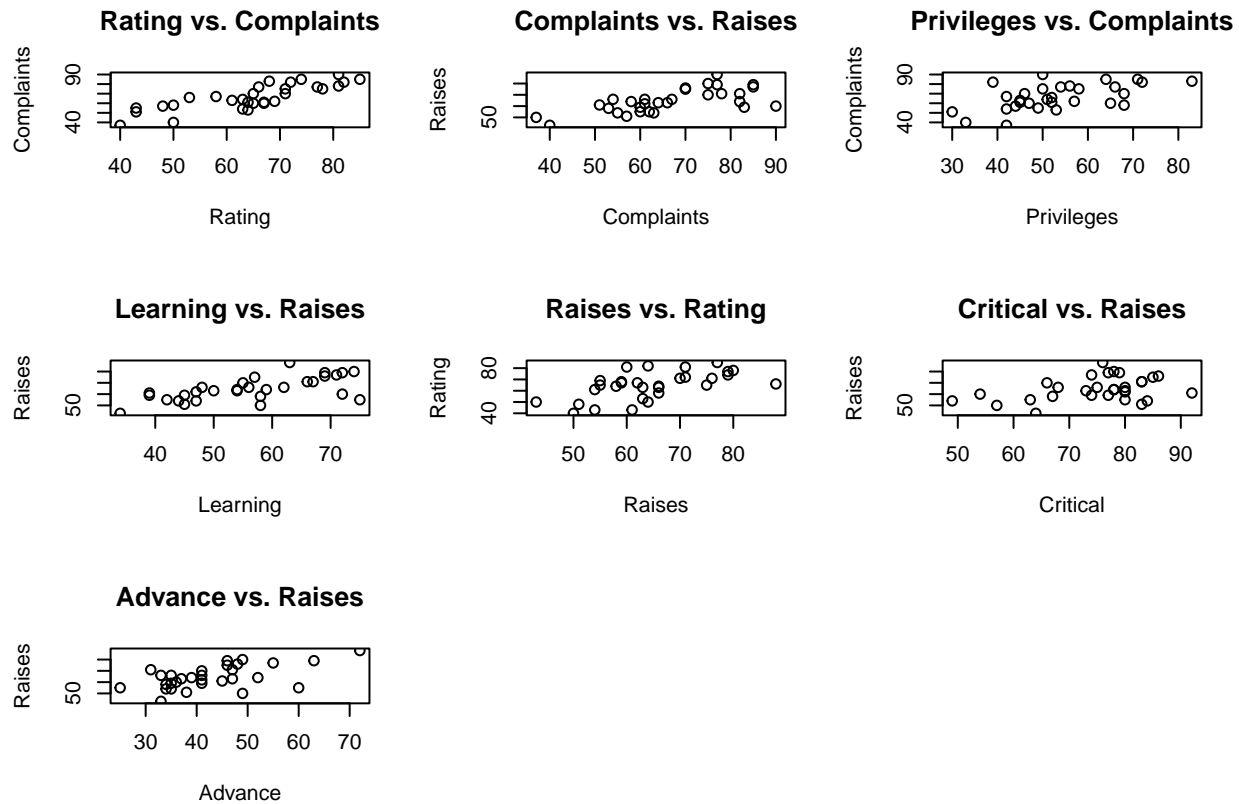 Rating vs. Complaints
Complaints
40
90
40 50 60 70 80
Rating
Complaints vs. Raises
Raises
50
40 50 60 70 80 90
Complaints
Privileges vs. Complaints
Complaints
40
90
30 40 50 60 70 80
Privileges
Learning vs. Raises
Raises
50
40 50 60 70
Learning
Raises vs. Rating
Rating
40
80
50 60 70 80
Raises
Critical vs. Raises
Raises
50
50 60 70 80 90
Critical
Advance vs. Raises
Raises
50
30 40 50 60 70
Advance